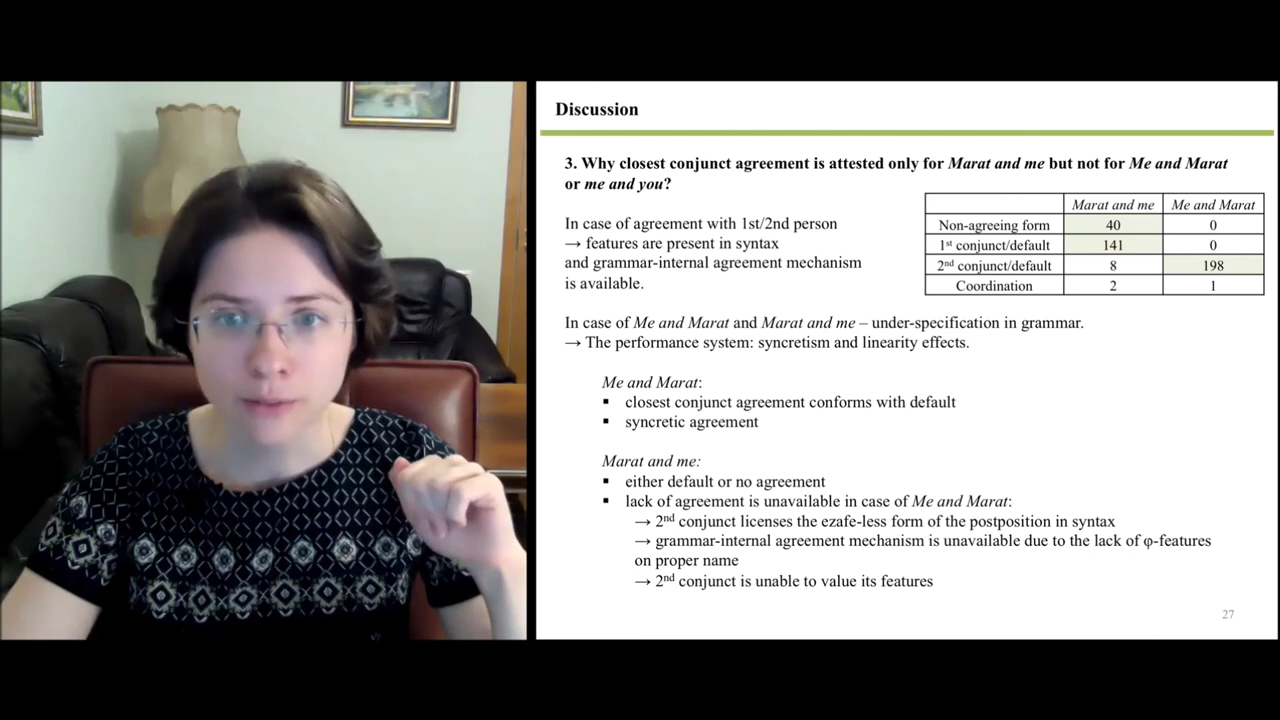 Discussion
3. Why closest conjunct agreement is attested only for Marat and me but not for Me and Marat
or me and you?
In case of agreement with 1st/2nd person
→ features are present in syntax
and grammar-internal agreement mechanism
is available.
Marat and me Me and Marat
Non-agreeing form 40 0
1st conjunct/default 141 0
2nd conjunct/default 8 198
Coordination 2 1
In case of Me and Marat and Marat and me – under-specification in grammar.
→ The performance system: syncretism and linearity effects.
Me and Marat:
▪ closest conjunct agreement conforms with default
▪ syncretic agreement
Marat and me:
▪ either default or no agreement
▪ lack of agreement is unavailable in case of Me and Marat:
→ 2nd conjunct licenses the ezafe-less form of the postposition in syntax
→ grammar-internal agreement mechanism is unavailable due to the lack of φ-features
on proper name
→ 2nd conjunct is unable to value its features
27